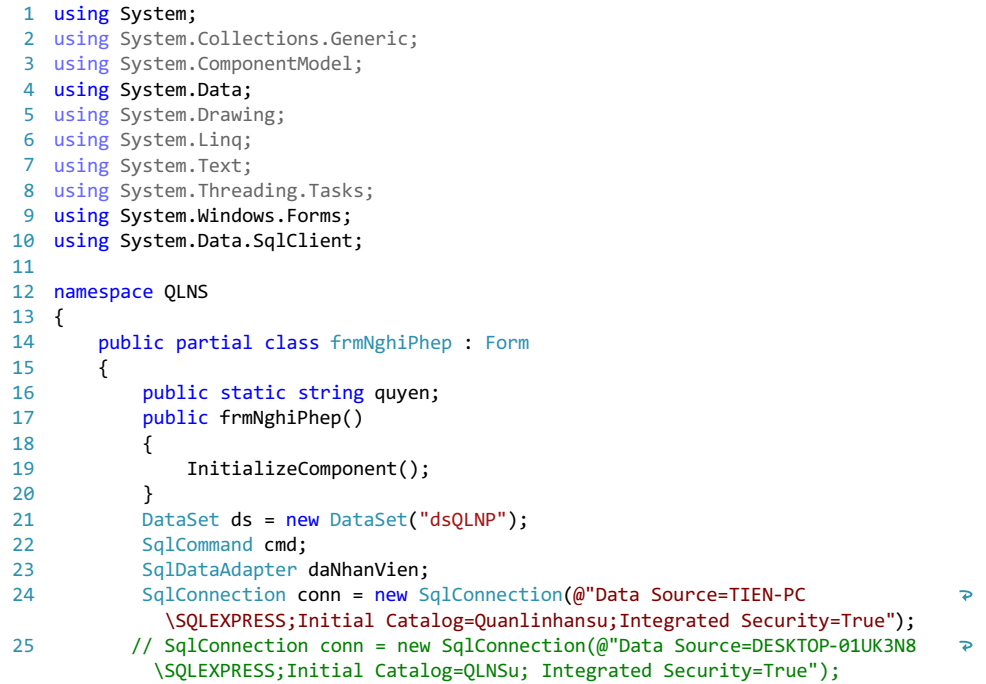 1 using System;
2 using System.Collections.Generic;
3 using System.ComponentModel;
4 using System.Data;
5 using System.Drawing;
6 using System.Linq;
7 using System.Text;
8 using System.Threading.Tasks;
9 using System.Windows.Forms;
10 using System.Data.SqlClient;
11
12 namespace QLNS
13 {
14     public partial class frmNghiPhep : Form
15     {
16         public static string quyen;
17         public frmNghiPhep()
18         {
19             InitializeComponent();
20         }
21         DataSet ds = new DataSet("dsQLNP");
22         SqlCommand cmd;
23         SqlDataAdapter daNhanVien;
24         SqlConnection conn = new SqlConnection(@"Data Source=TIEN-PC
           \SQLEXPRESS;Initial Catalog=Quanlinhansu;Integrated Security=True");
25        // SqlConnection conn = new SqlConnection(@"Data Source=DESKTOP-01UK3N8
          \SQLEXPRESS;Initial Catalog=QLNSu; Integrated Security=True");